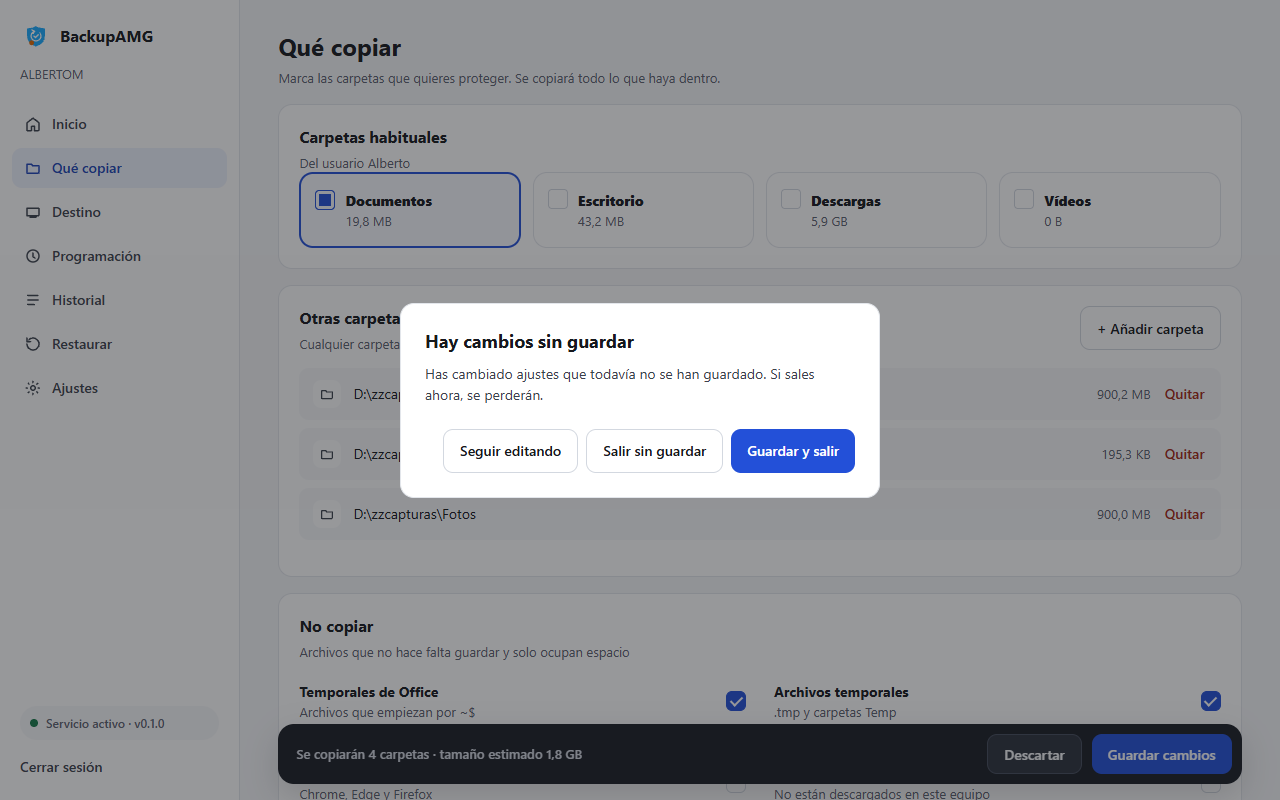 BackupAMG
ALBERTOM
Inicio
Qué copiar
Destino
Programación
Historial
Restaurar
Ajustes
Servicio activo · v0.1.0
Cerrar sesión
Qué copiar
Marca las carpetas que quieres proteger. Se copiará todo lo que haya dentro.
Carpetas habituales
Del usuario Alberto
Documentos
19,8 MB
Escritorio
43,2 MB
Descargas
5,9 GB
Vídeos
0 B
Otras carpeta
Cualquier carpeta
+ Añadir carpeta
D:\zzcap
900,2 MB Quitar
D:\zzcap
195,3 KB Quitar
D:\zzcapturas\Fotos
900,0 MB Quitar
Hay cambios sin guardar
Has cambiado ajustes que todavía no se han guardado. Si sales
ahora, se perderán.
Seguir editando
Salir sin guardar
Guardar y salir
No copiar
Archivos que no hace falta guardar y solo ocupan espacio
Temporales de Office
Archivos que empiezan por ~$
Archivos temporales
.tmp y carpetas Temp
Se copiarán 4 carpetas · tamaño estimado 1,8 GB
Descartar
Guardar cambios
Chrome, Edge y Firefox
No están descargados en este equipo